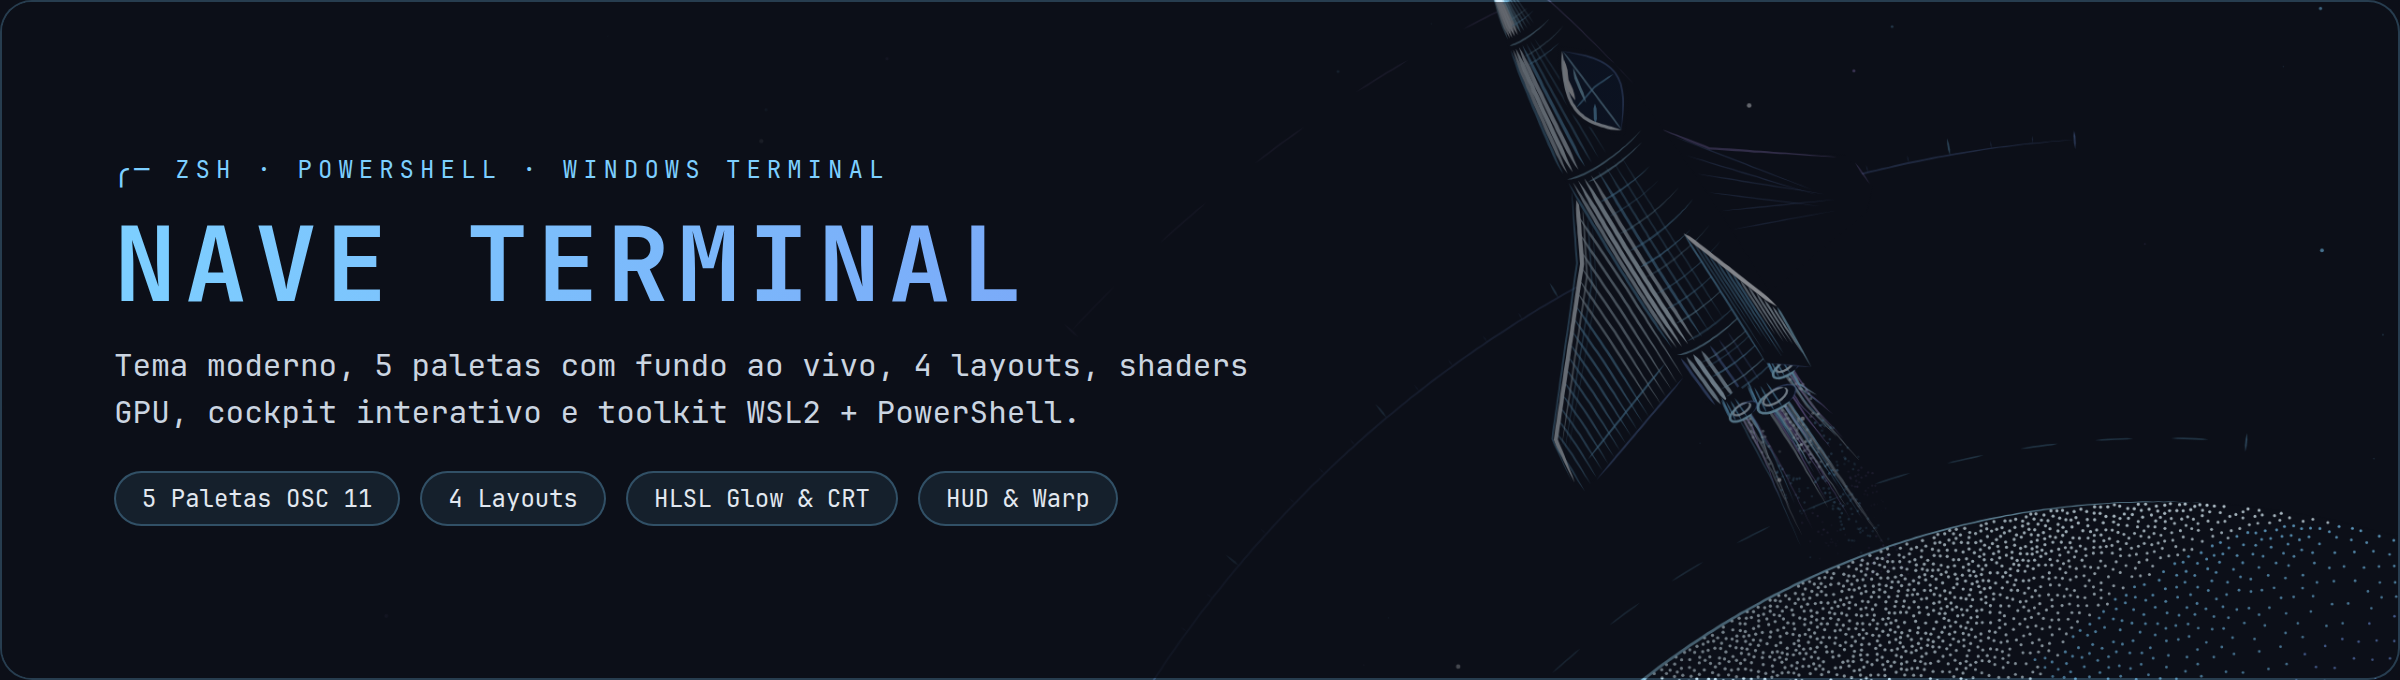 ╭─ ZSH · POWERSHELL · WINDOWS TERMINAL
NAVE TERMINAL
Tema moderno, 5 paletas com fundo ao vivo, 4 layouts, shaders
GPU, cockpit interativo e toolkit WSL2 + PowerShell.
5 Paletas OSC 11
4 Layouts
HLSL Glow & CRT
HUD & Warp